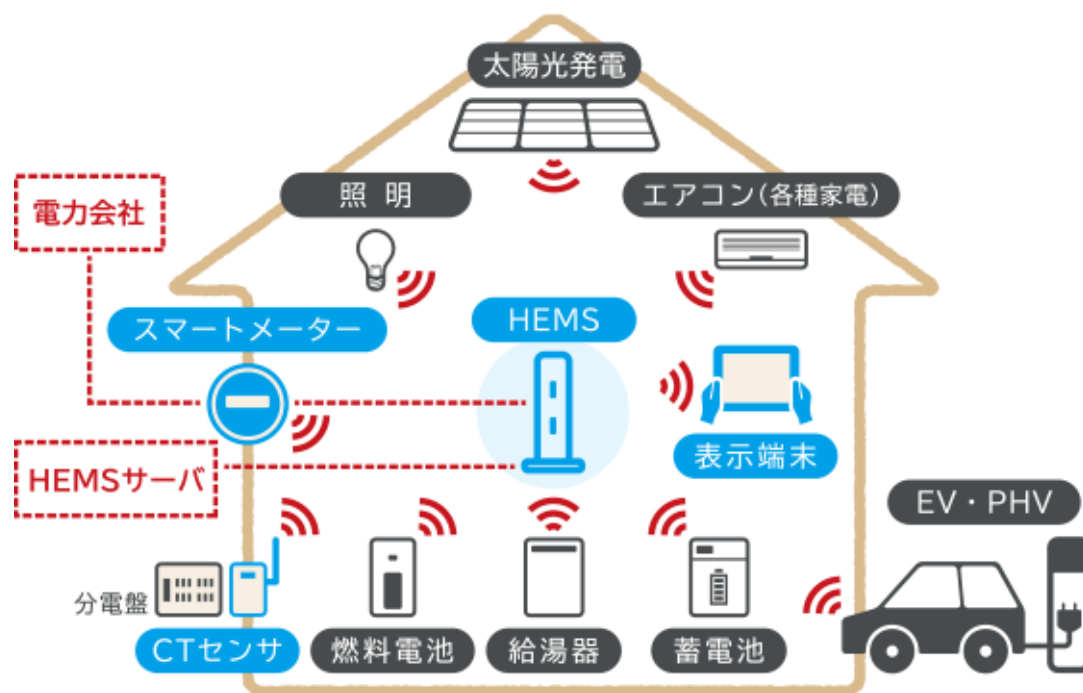 太陽光発電
照明
エアコン(各種家電)
電力会社
スマートメーター
HEMS
表示端末
HEMSサーバ
EV・PHV
分電盤
CTセンサ
燃料電池
給湯器
蓄電池